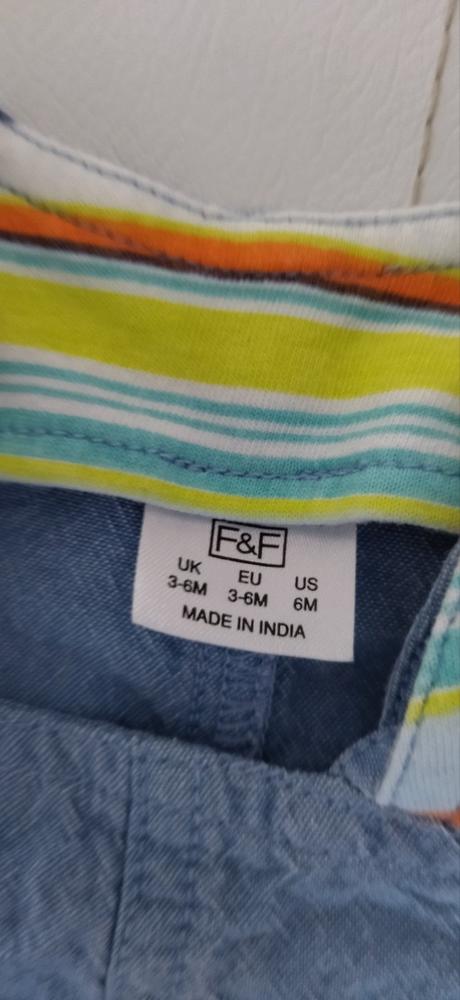 F&F
UK EU US
3-6M 3-6M 6M
MADE IN INDIA